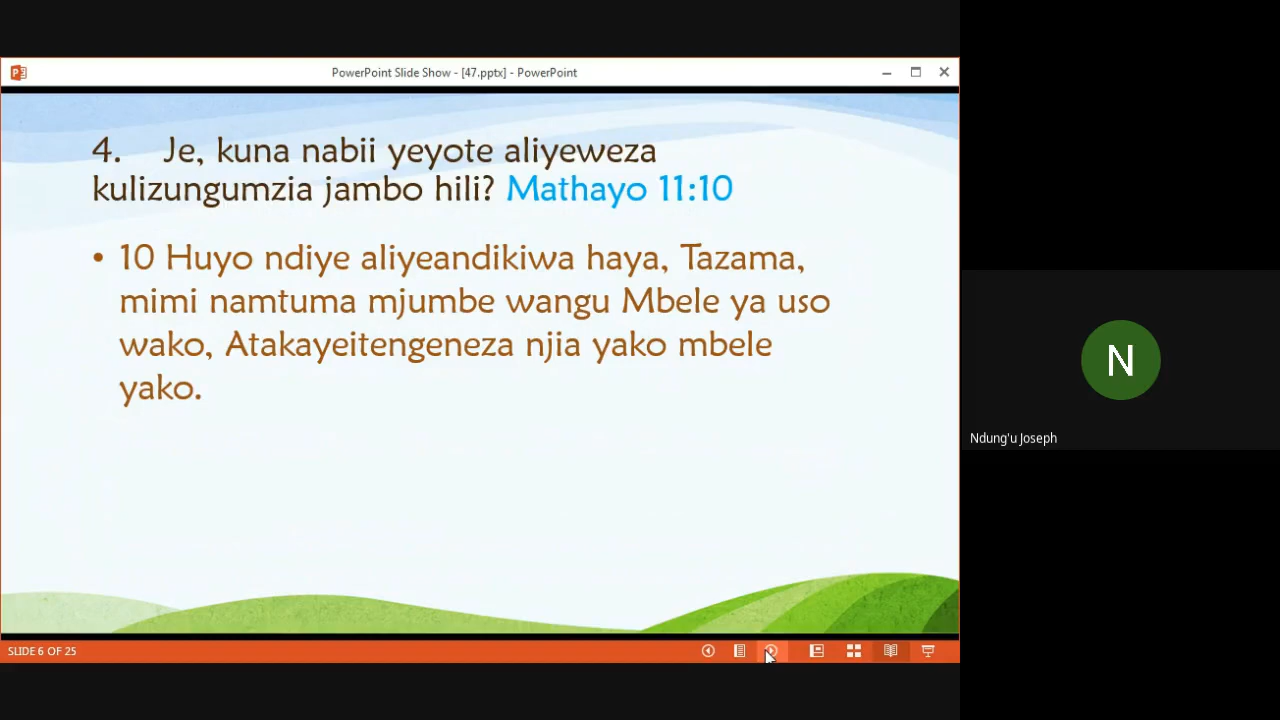 PowerPoint Slide Show - [47.pptx] - PowerPoint
4. Je, kuna nabii yeyote aliyeweza
kulizungumzia jambo hili? Mathayo 11:10
• 10 Huyo ndiye aliyeandikiwa haya, Tazama,
mimi namtuma mjumbe wangu Mbele ya uso
wako, Atakayeitengeneza njia yako mbele
yako.
SLIDE 6 OF 25
N
Ndung'u Joseph